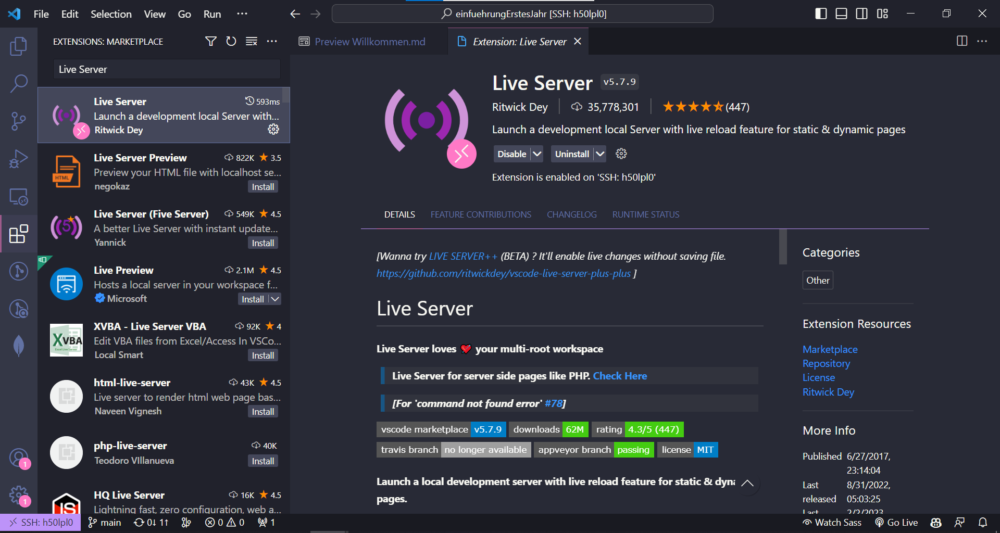 File Edit Selection View Go Run ···
einfuehrungErstesJahr [SSH: h50lpl0]
EXTENSIONS: MARKETPLACE
Live Server
Live Server 593ms
Launch a development local Server with...
Ritwick Dey
Live Server Preview 822K 3.5
Preview your HTML file with localhost se...
negokaz Install
HTML
Live Server (Five Server) 549K 4.5
A better Live Server with instant update...
Yannick Install
5
Live Preview 2.1M 4.5
Hosts a local server in your workspace f...
Microsoft Install
XVBA - Live Server VBA 92K 4
Edit VBA files from Excel/Access In VSCo...
Local Smart Install
XVBA
Excel Live Server
html-live-server 43K 4.5
Live server to render html web page bas...
Naveen Vignesh Install
php-live-server 40K
Teodoro VIllanueva Install
HQ Live Server 16K 4.5
Lightning fast, zero configuration, web a...
JS
1
1
Preview Willkommen.md
Extension: Live Server
Live Server v5.7.9
Ritwick Dey 35,778,301 (447)
Launch a development local Server with live reload feature for static & dynamic pages
Disable Uninstall
Extension is enabled on 'SSH: h50lpl0'
DETAILS FEATURE CONTRIBUTIONS CHANGELOG RUNTIME STATUS
[Wanna try LIVE SERVER++ (BETA) ? It'll enable live changes without saving file.
https://github.com/ritwickdey/vscode-live-server-plus-plus ]
Live Server
Live Server loves 💘 your multi-root workspace
Live Server for server side pages like PHP. Check Here
[For 'command not found error' #78]
vscode marketplace v5.7.9 downloads 62M rating 4.3/5 (447)
travis branch no longer available appveyor branch passing license MIT
Launch a local development server with live reload feature for static & dyna
pages.
Categories
Other
Extension Resources
Marketplace
Repository
License
Ritwick Dey
More Info
Published 6/27/2017,
23:14:04
Last 8/31/2022,
released 05:03:25
Last 2/2/2023
SSH: h50lpl0 main 0↓ 1↑ 0 0 1 Watch Sass Go Live